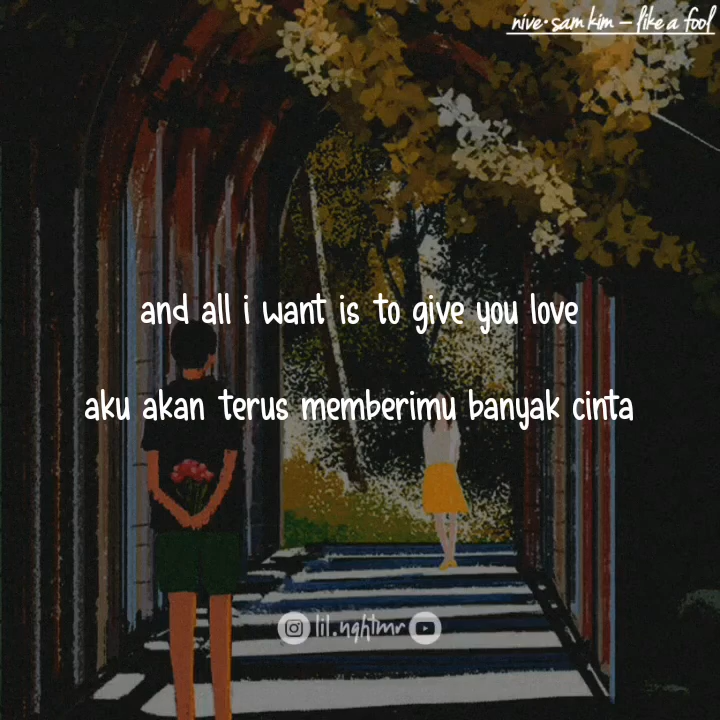 nive • sam kim – like a fool
and all i want is to give you love
aku akan terus memberimu banyak cinta
lil.nghtmr